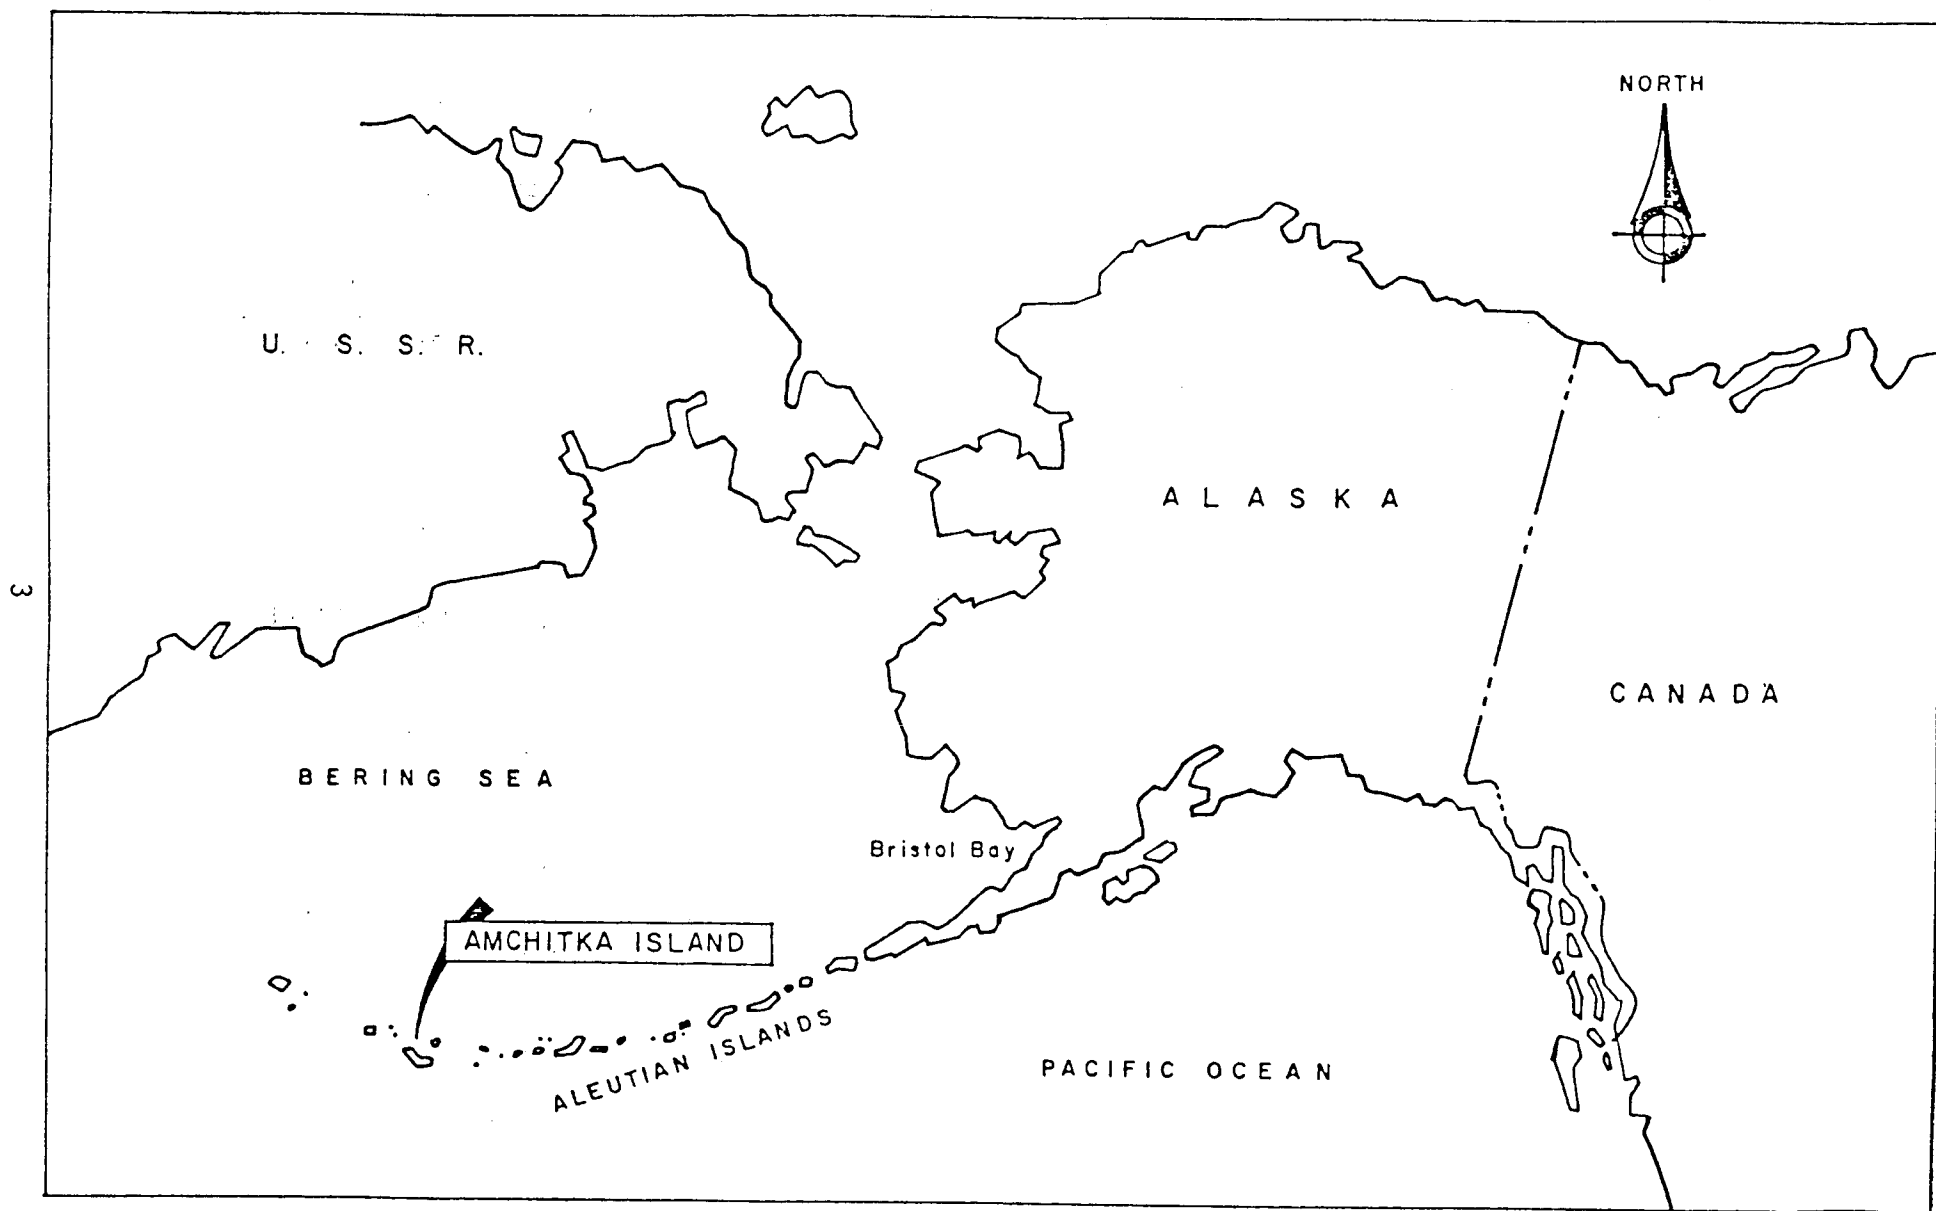 NORTH
U. S. S. R.
ALASKA
3
CANADA
BERING SEA
Bristol Bay
AMCHITKA ISLAND
ALEUTIAN ISLANDS
PACIFIC OCEAN